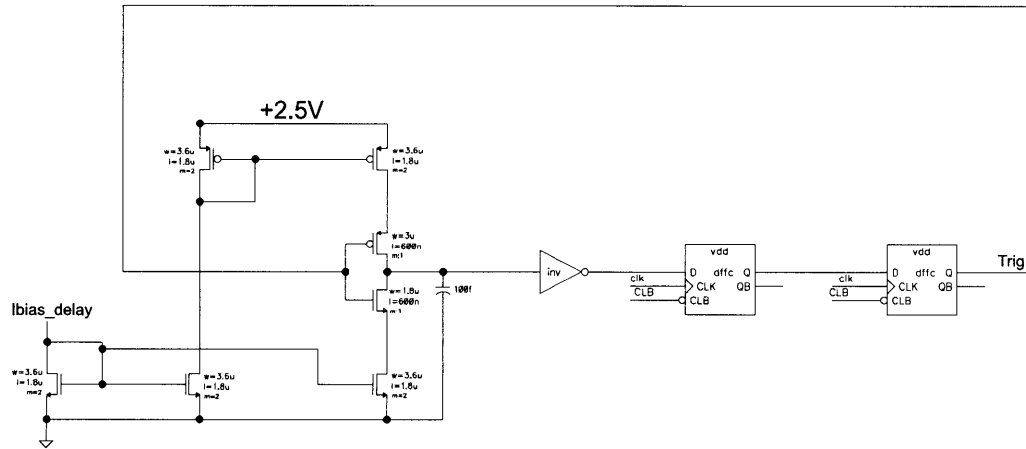 +2.5V
w=3.6u
l=1.8u
m=2
w=3.6u
l=1.8u
m=2
w=3u
l=600n
m:1
w=1.8u
l=600n
m:1
100f
inv
vdd
D dffc Q
clk
CLK QB
CLB
CLB
vdd
D dffc Q
clk
CLK QB
CLB
CLB
Trig
Ibias_delay
w=3.6u
l=1.8u
m=2
w=3.6u
l=1.8u
m=2
w=3.6u
l=1.8u
m=2